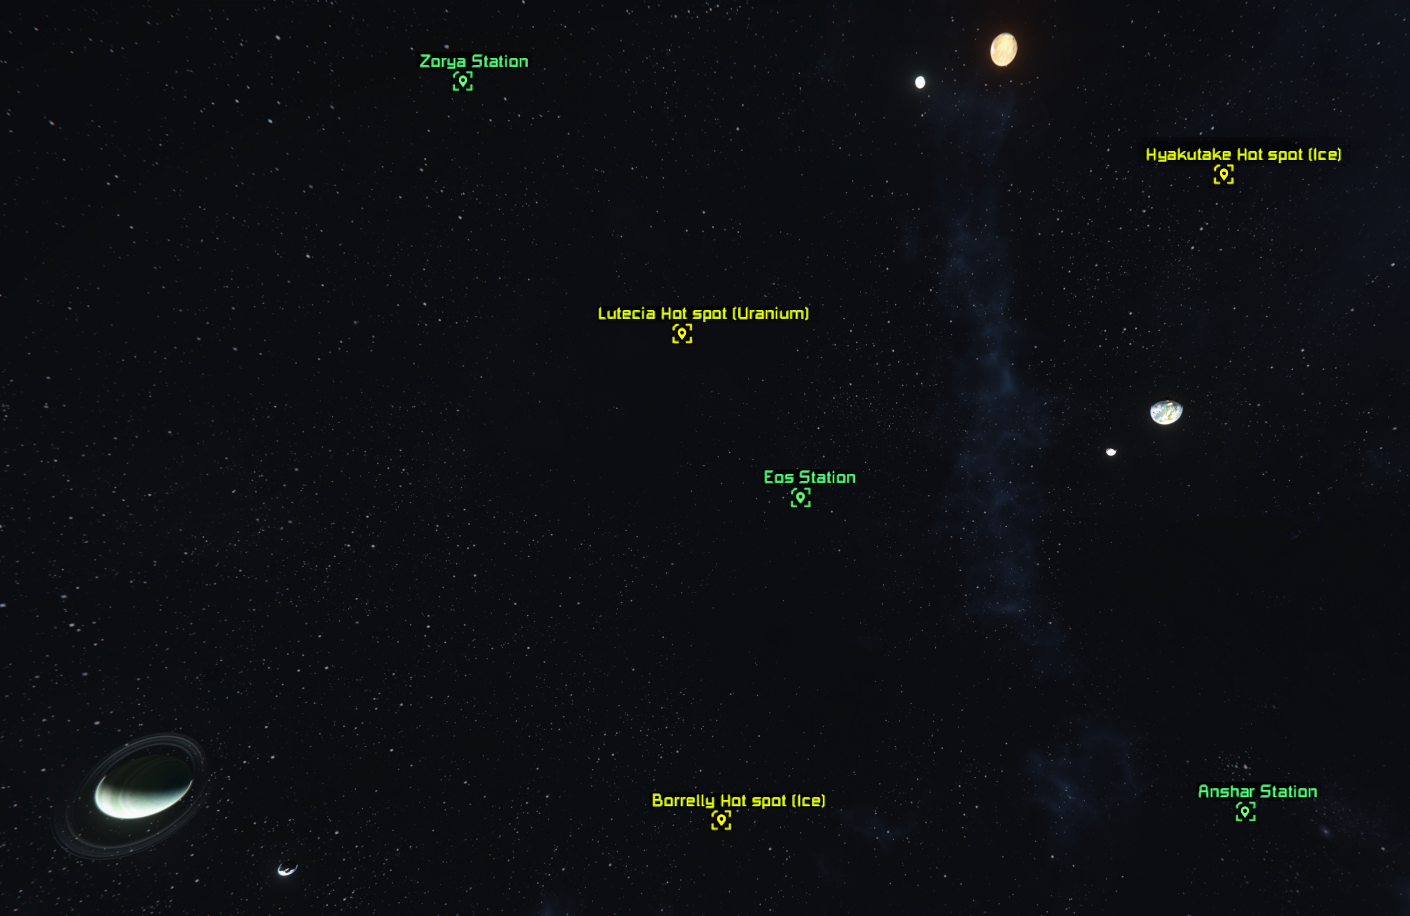 Zorya Station
Hyakutake Hot spot (Ice)
Lutecia Hot spot (Uranium)
Eos Station
Anshar Station
Borrelly Hot spot (Ice)